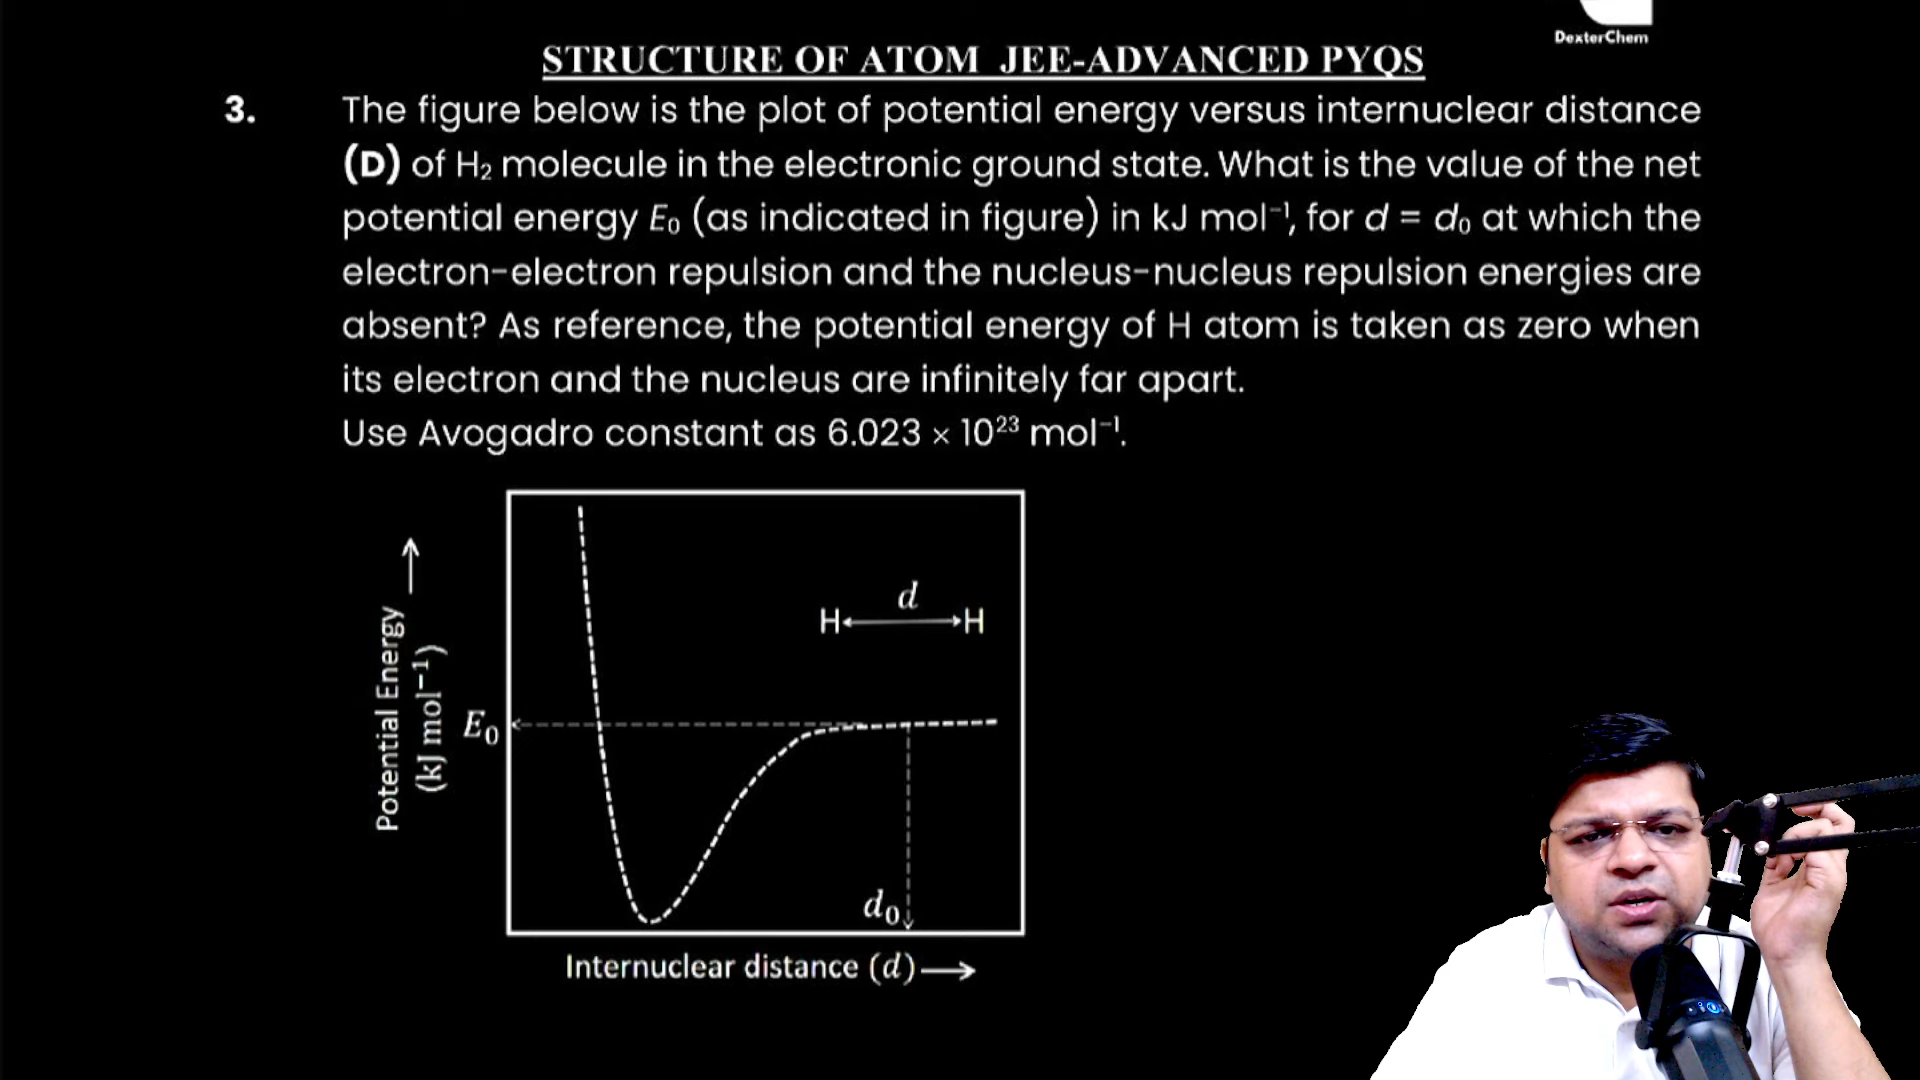 DexterChem
STRUCTURE OF ATOM JEE-ADVANCED PYQS
3. The figure below is the plot of potential energy versus internuclear distance
(D) of H₂ molecule in the electronic ground state. What is the value of the net
potential energy E₀ (as indicated in figure) in kJ mol⁻¹, for d = d₀ at which the
electron-electron repulsion and the nucleus-nucleus repulsion energies are
absent? As reference, the potential energy of H atom is taken as zero when
its electron and the nucleus are infinitely far apart.
Use Avogadro constant as 6.023 × 10²³ mol⁻¹.
d
H H
Potential Energy
(kJ mol⁻¹)
E₀
d₀
Internuclear distance (d)